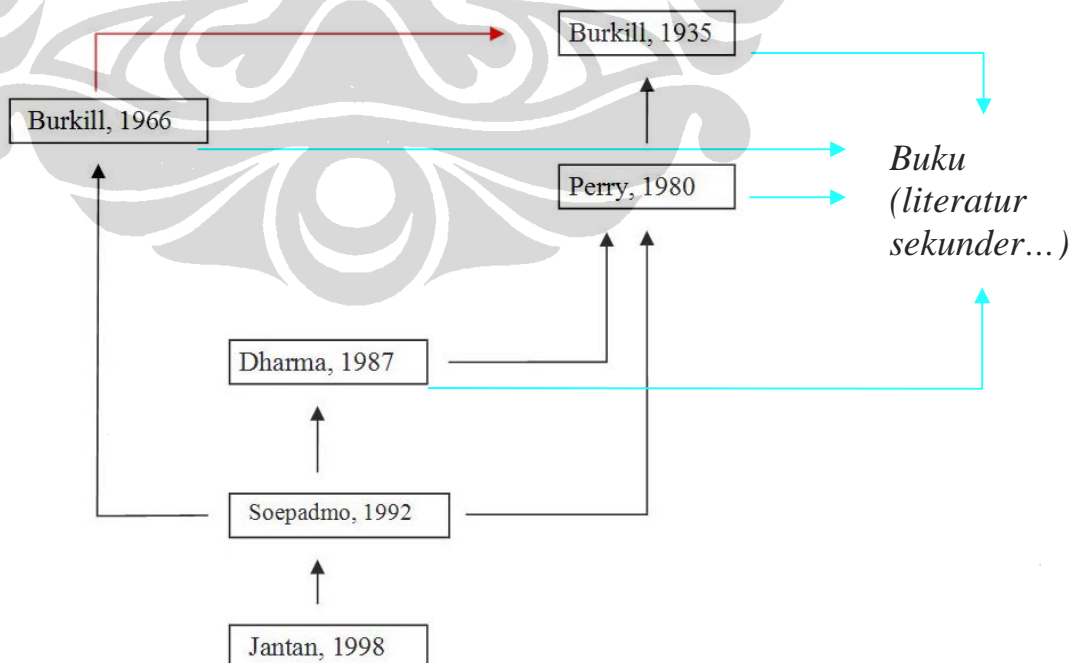 Burkill, 1935
Burkill, 1966
Perry, 1980
Buku
(literatur
sekunder…)
Dharma, 1987
Soepadmo, 1992
Jantan, 1998